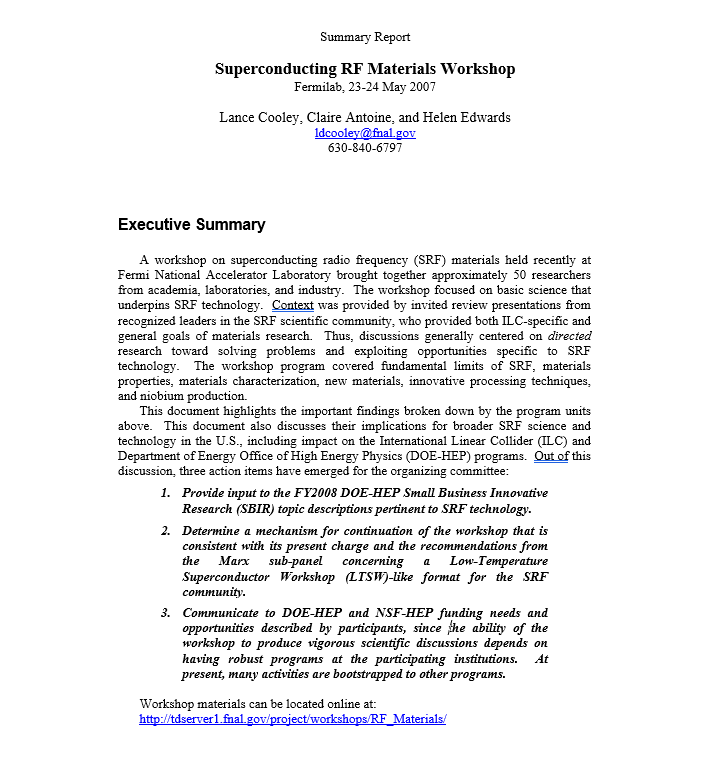 Summary Report
Superconducting RF Materials Workshop
Fermilab, 23-24 May 2007
Lance Cooley, Claire Antoine, and Helen Edwards
ldcooley@fnal.gov
630-840-6797
Executive Summary
A workshop on superconducting radio frequency (SRF) materials held recently at
Fermi National Accelerator Laboratory brought together approximately 50 researchers
from academia, laboratories, and industry. The workshop focused on basic science that
underpins SRF technology. Context was provided by invited review presentations from
recognized leaders in the SRF scientific community, who provided both ILC-specific and
general goals of materials research. Thus, discussions generally centered on directed
research toward solving problems and exploiting opportunities specific to SRF
technology. The workshop program covered fundamental limits of SRF, materials
properties, materials characterization, new materials, innovative processing techniques,
and niobium production.
This document highlights the important findings broken down by the program units
above. This document also discusses their implications for broader SRF science and
technology in the U.S., including impact on the International Linear Collider (ILC) and
Department of Energy Office of High Energy Physics (DOE-HEP) programs. Out of this
discussion, three action items have emerged for the organizing committee:
1. Provide input to the FY2008 DOE-HEP Small Business Innovative
Research (SBIR) topic descriptions pertinent to SRF technology.
2. Determine a mechanism for continuation of the workshop that is
consistent with its present charge and the recommendations from
the Marx sub-panel concerning a Low-Temperature
Superconductor Workshop (LTSW)-like format for the SRF
community.
3. Communicate to DOE-HEP and NSF-HEP funding needs and
opportunities described by participants, since the ability of the
workshop to produce vigorous scientific discussions depends on
having robust programs at the participating institutions. At
present, many activities are bootstrapped to other programs.
Workshop materials can be located online at:
http://tdserver1.fnal.gov/project/workshops/RF_Materials/